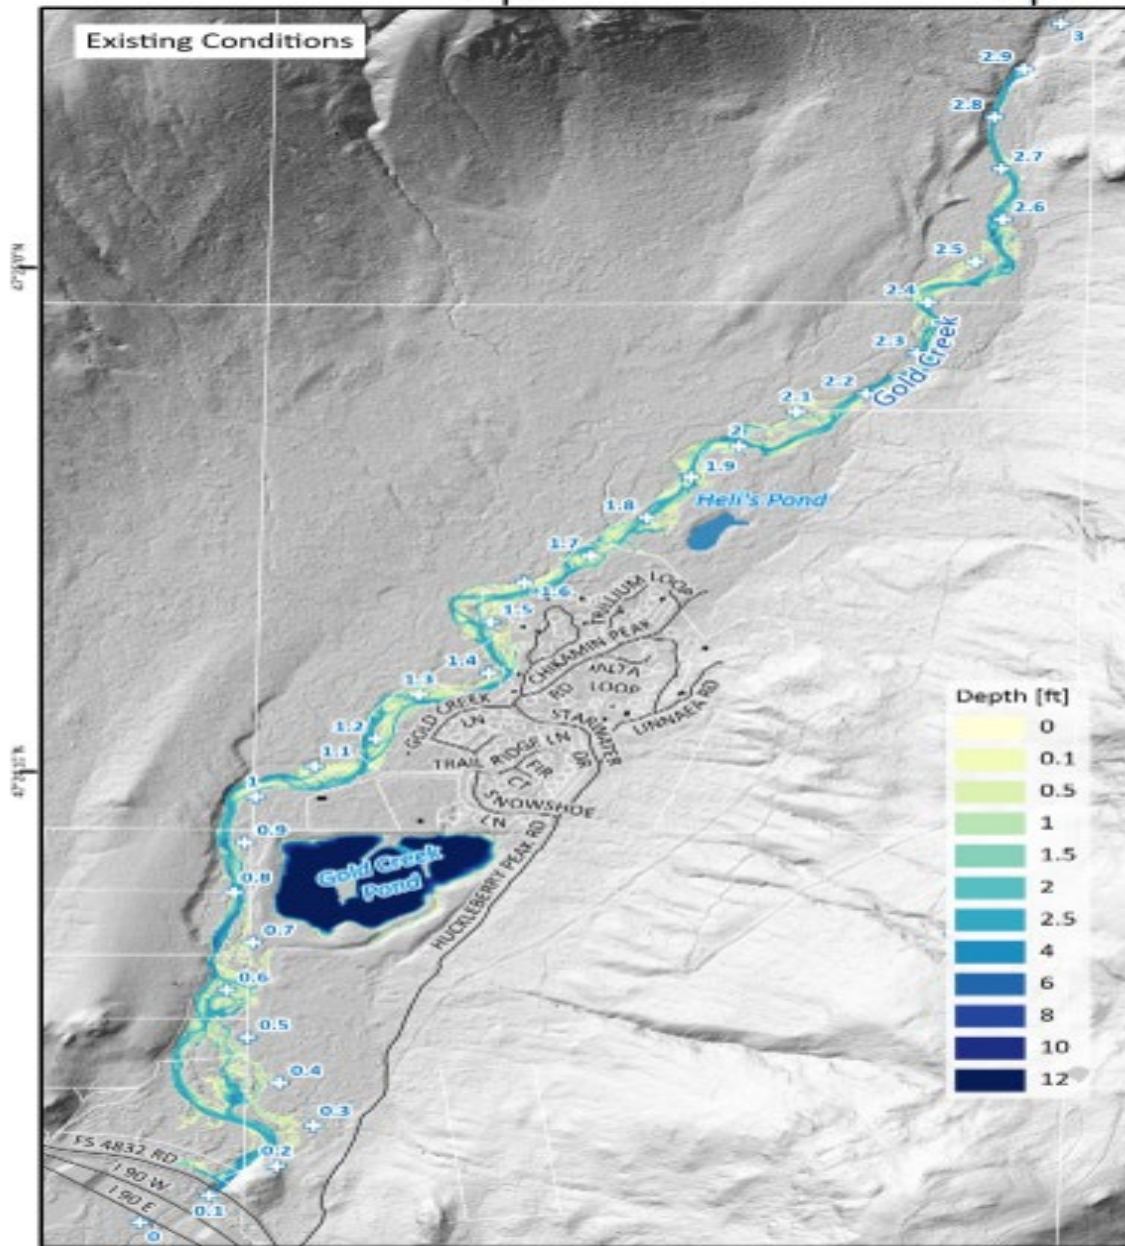 Existing Conditions
3
2.9
2.8
2.7
2.6
2.5
2.4
2.3
Gold Creek
2.2
2.1
2
1.9
Heli's Pond
1.8
1.7
1.6
TRILLIUM LOOP
1.5
CHIKAMIN PEAK
RD
1.4
ALTA
LOOP
1.3
GOLD CREEK
LN
STARWATER
DR
LINNAEA RD
1.2
TRAIL RIDGE LN
FIR
CT
1.1
1
SNOWSHOE
LN
0.9
Gold Creek
Pond
HUCKLEBERRY PEAK RD
0.8
0.7
0.6
0.5
0.4
0.3
0.2
FS 4832 RD
I 90 W
I 90 E
0.1
0
Depth [ft]
0
0.1
0.5
1
1.5
2
2.5
4
6
8
10
12